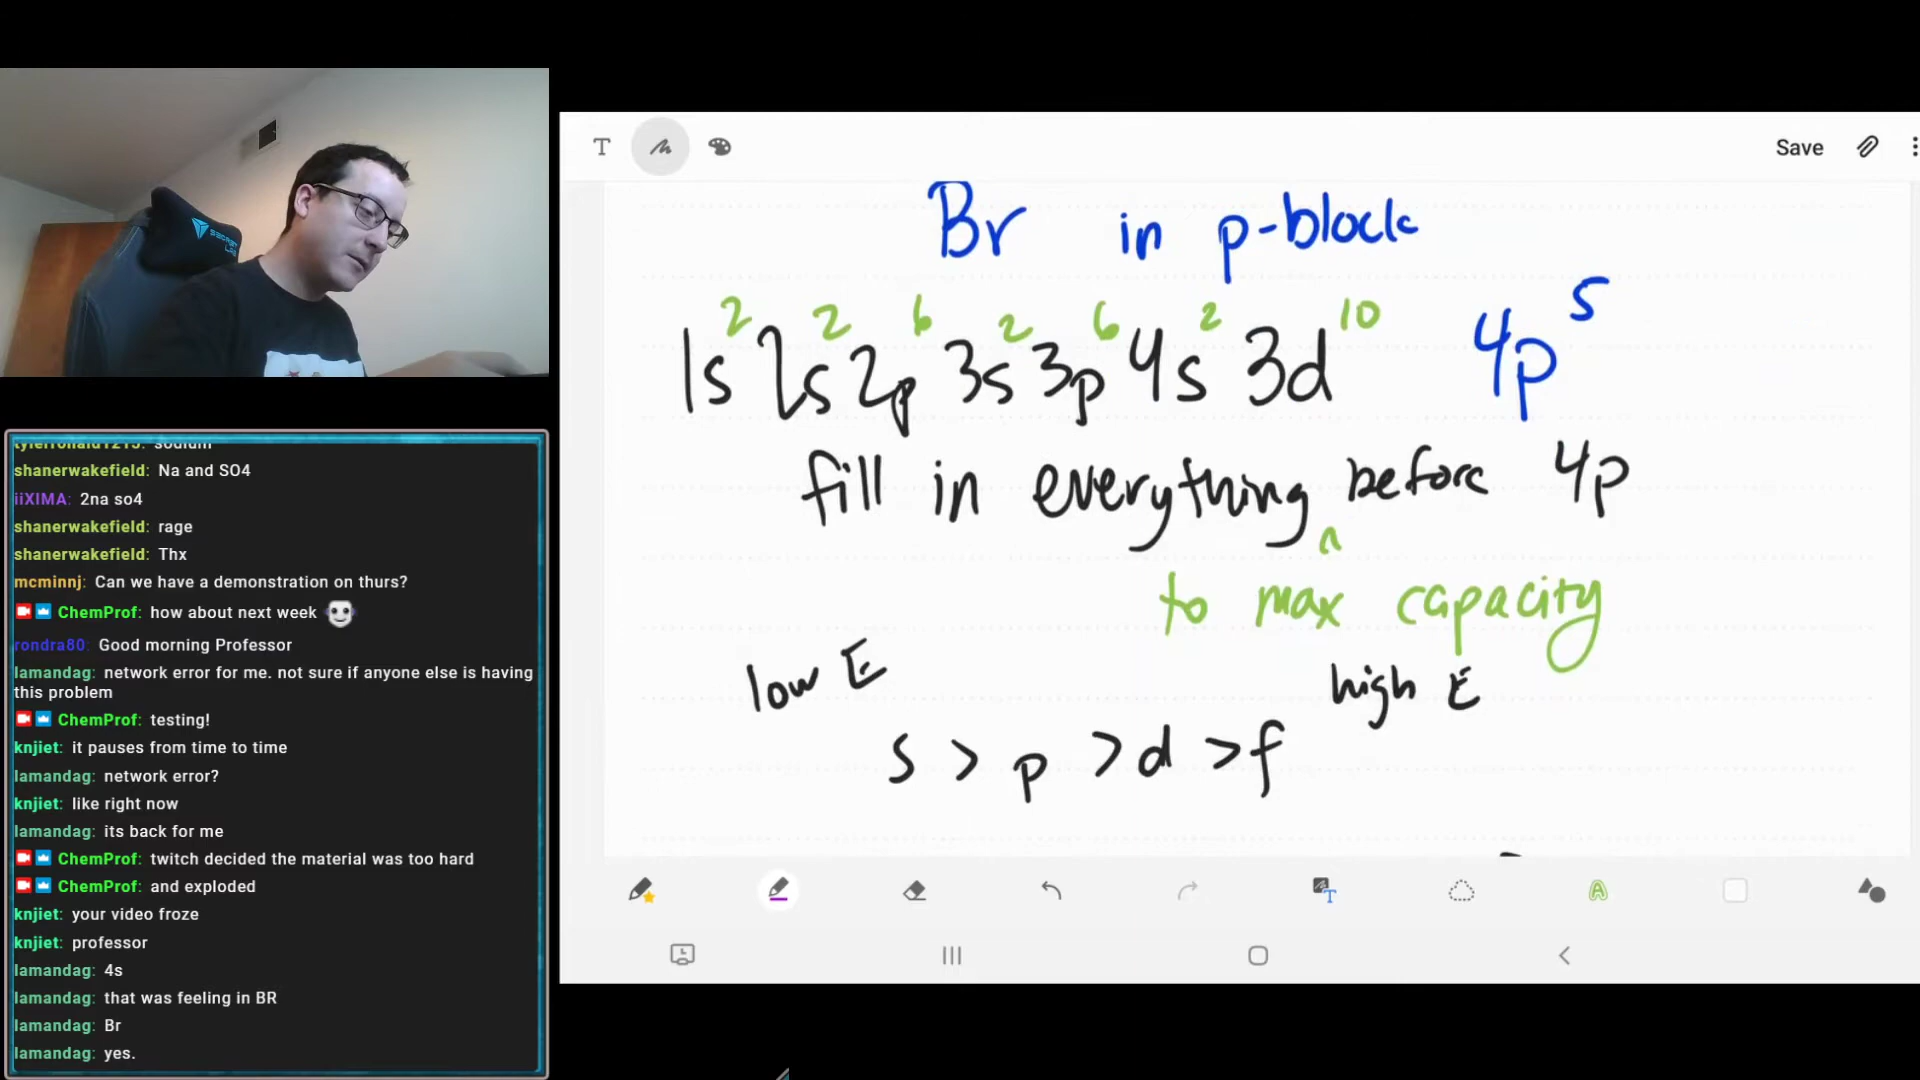 Save
Br in p-block
1s² 2s² 2p⁶ 3s² 3p⁶ 4s² 3d¹⁰ 4p⁵
fill in everything ^ before 4p
to max capacity
low E high E
s > p > d > f
SECRET LAB
tylerronald1213: sodium
shanerwakefield: Na and SO4
iiXIMA: 2na so4
shanerwakefield: rage
shanerwakefield: Thx
mcminnj: Can we have a demonstration on thurs?
ChemProf: how about next week
rondra80: Good morning Professor
lamandag: network error for me. not sure if anyone else is having
this problem
ChemProf: testing!
knjiet: it pauses from time to time
lamandag: network error?
knjiet: like right now
lamandag: its back for me
ChemProf: twitch decided the material was too hard
ChemProf: and exploded
knjiet: your video froze
knjiet: professor
lamandag: 4s
lamandag: that was feeling in BR
lamandag: Br
lamandag: yes.